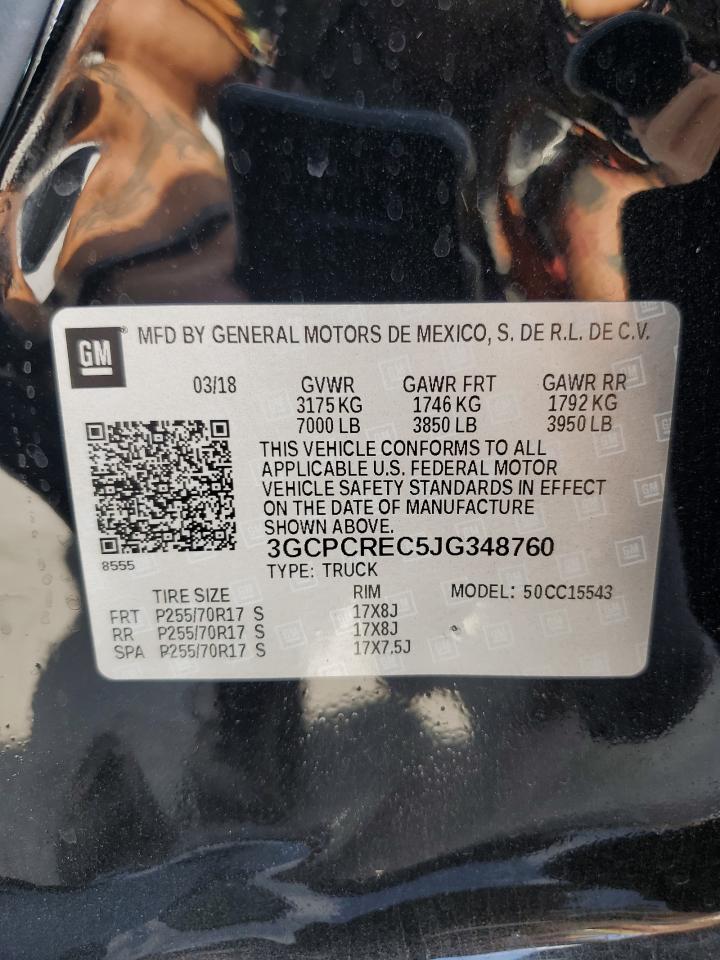 GM
® MFD BY GENERAL MOTORS DE MEXICO, S. DE R.L. DE C.V.
03/18 GVWR GAWR FRT GAWR RR
3175 KG 1746 KG 1792 KG
7000 LB 3850 LB 3950 LB
THIS VEHICLE CONFORMS TO ALL
APPLICABLE U.S. FEDERAL MOTOR
VEHICLE SAFETY STANDARDS IN EFFECT
ON THE DATE OF MANUFACTURE
SHOWN ABOVE.
3GCPCREC5JG348760
8555
TYPE: TRUCK
TIRE SIZE RIM MODEL: 50CC15543
FRT P255/70R17 S 17X8J
RR P255/70R17 S 17X8J
SPA P255/70R17 S 17X7.5J